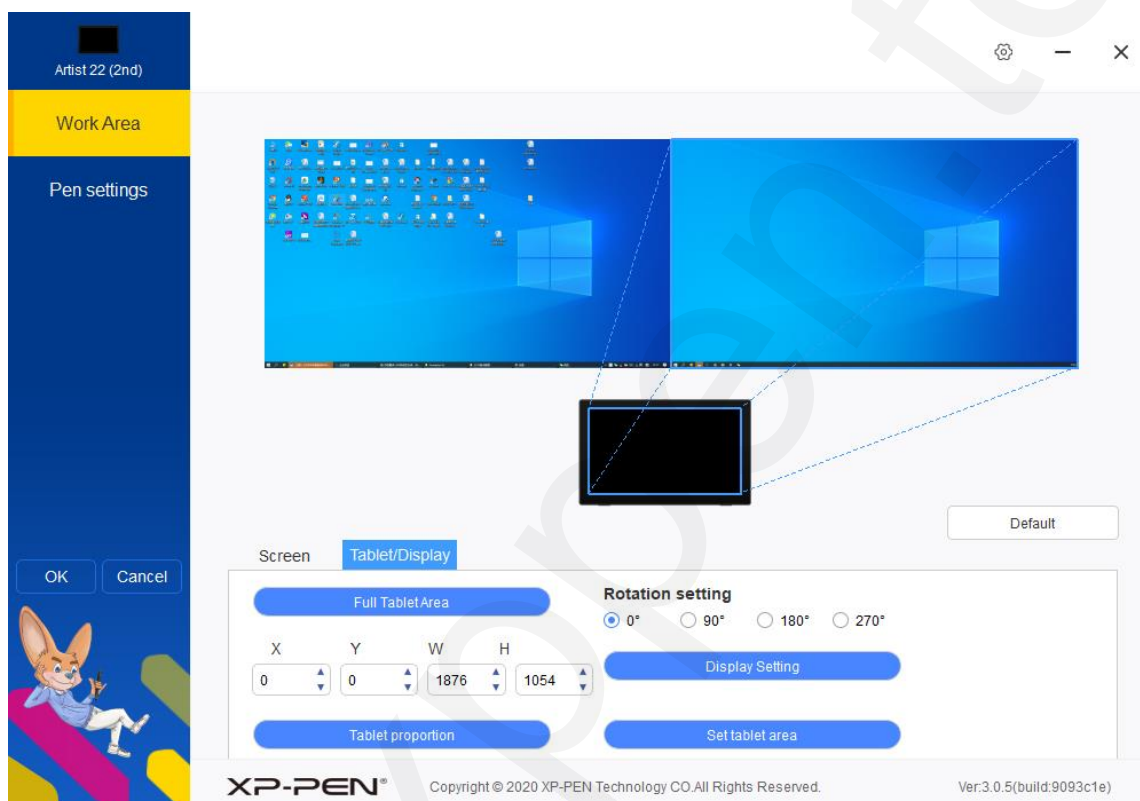 Artist 22 (2nd)
Work Area
Pen settings
Default
Screen Tablet/Display
OK Cancel
Full Tablet Area
Rotation setting
0° 90° 180° 270°
X Y W H
0 0 1876 1054
Display Setting
Tablet proportion
Set tablet area
XP-PEN® Copyright © 2020 XP-PEN Technology CO.All Rights Reserved. Ver:3.0.5(build:9093c1e)